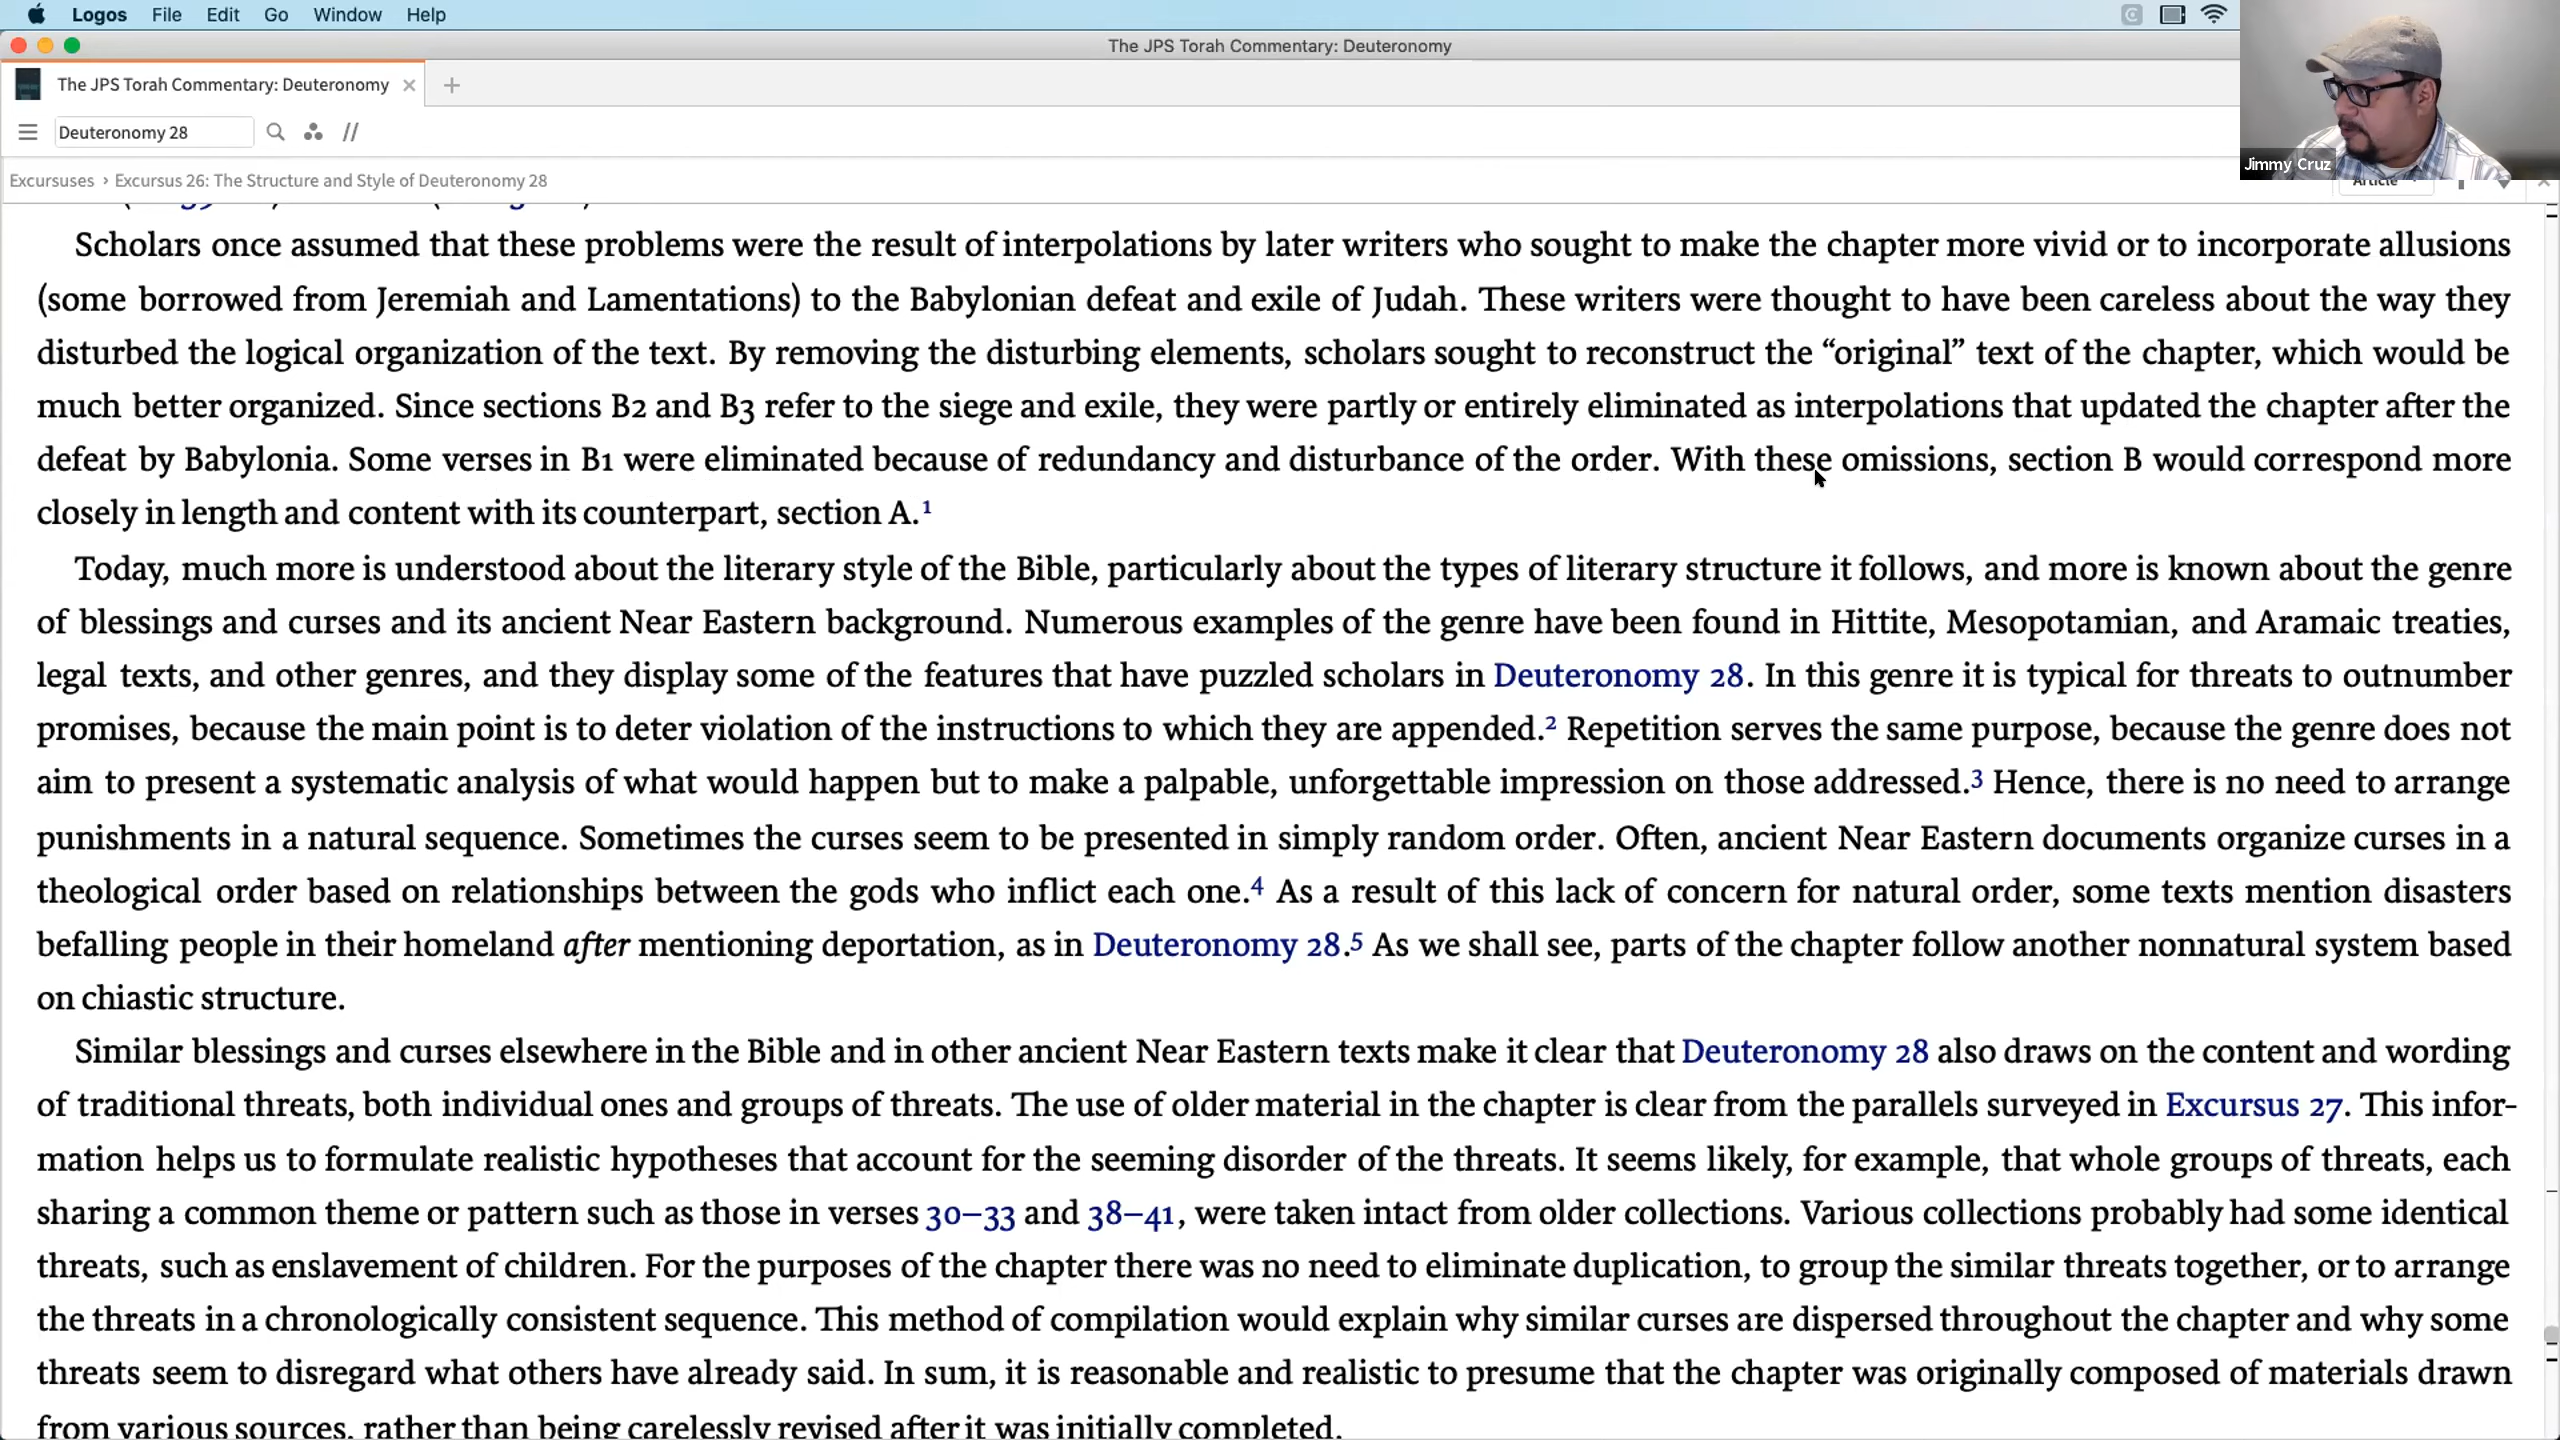 Logos File Edit Go Window Help
The JPS Torah Commentary: Deuteronomy
The JPS Torah Commentary: Deuteronomy
Deuteronomy 28
Jimmy Cruz
Excursuses › Excursus 26: The Structure and Style of Deuteronomy 28
Article
Scholars once assumed that these problems were the result of interpolations by later writers who sought to make the chapter more vivid or to incorporate allusions
(some borrowed from Jeremiah and Lamentations) to the Babylonian defeat and exile of Judah. These writers were thought to have been careless about the way they
disturbed the logical organization of the text. By removing the disturbing elements, scholars sought to reconstruct the “original” text of the chapter, which would be
much better organized. Since sections B2 and B3 refer to the siege and exile, they were partly or entirely eliminated as interpolations that updated the chapter after the
defeat by Babylonia. Some verses in B1 were eliminated because of redundancy and disturbance of the order. With these omissions, section B would correspond more
closely in length and content with its counterpart, section A.1
Today, much more is understood about the literary style of the Bible, particularly about the types of literary structure it follows, and more is known about the genre
of blessings and curses and its ancient Near Eastern background. Numerous examples of the genre have been found in Hittite, Mesopotamian, and Aramaic treaties,
legal texts, and other genres, and they display some of the features that have puzzled scholars in Deuteronomy 28. In this genre it is typical for threats to outnumber
promises, because the main point is to deter violation of the instructions to which they are appended.2 Repetition serves the same purpose, because the genre does not
aim to present a systematic analysis of what would happen but to make a palpable, unforgettable impression on those addressed.3 Hence, there is no need to arrange
punishments in a natural sequence. Sometimes the curses seem to be presented in simply random order. Often, ancient Near Eastern documents organize curses in a
theological order based on relationships between the gods who inflict each one.4 As a result of this lack of concern for natural order, some texts mention disasters
befalling people in their homeland after mentioning deportation, as in Deuteronomy 28.5 As we shall see, parts of the chapter follow another nonnatural system based
on chiastic structure.
Similar blessings and curses elsewhere in the Bible and in other ancient Near Eastern texts make it clear that Deuteronomy 28 also draws on the content and wording
of traditional threats, both individual ones and groups of threats. The use of older material in the chapter is clear from the parallels surveyed in Excursus 27. This infor-
mation helps us to formulate realistic hypotheses that account for the seeming disorder of the threats. It seems likely, for example, that whole groups of threats, each
sharing a common theme or pattern such as those in verses 30–33 and 38–41, were taken intact from older collections. Various collections probably had some identical
threats, such as enslavement of children. For the purposes of the chapter there was no need to eliminate duplication, to group the similar threats together, or to arrange
the threats in a chronologically consistent sequence. This method of compilation would explain why similar curses are dispersed throughout the chapter and why some
threats seem to disregard what others have already said. In sum, it is reasonable and realistic to presume that the chapter was originally composed of materials drawn
from various sources, rather than being carelessly revised after it was initially completed.